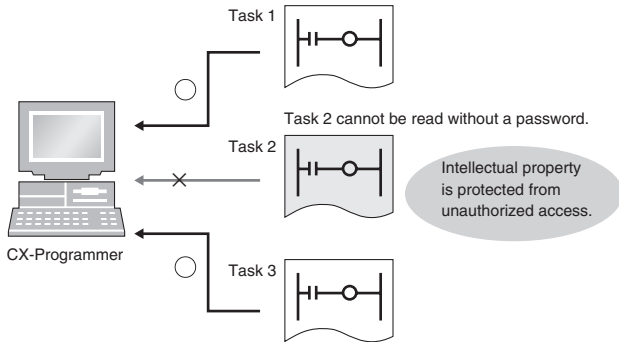 Task 1
Task 2 cannot be read without a password.
Task 2
Intellectual property
is protected from
unauthorized access.
CX-Programmer
Task 3